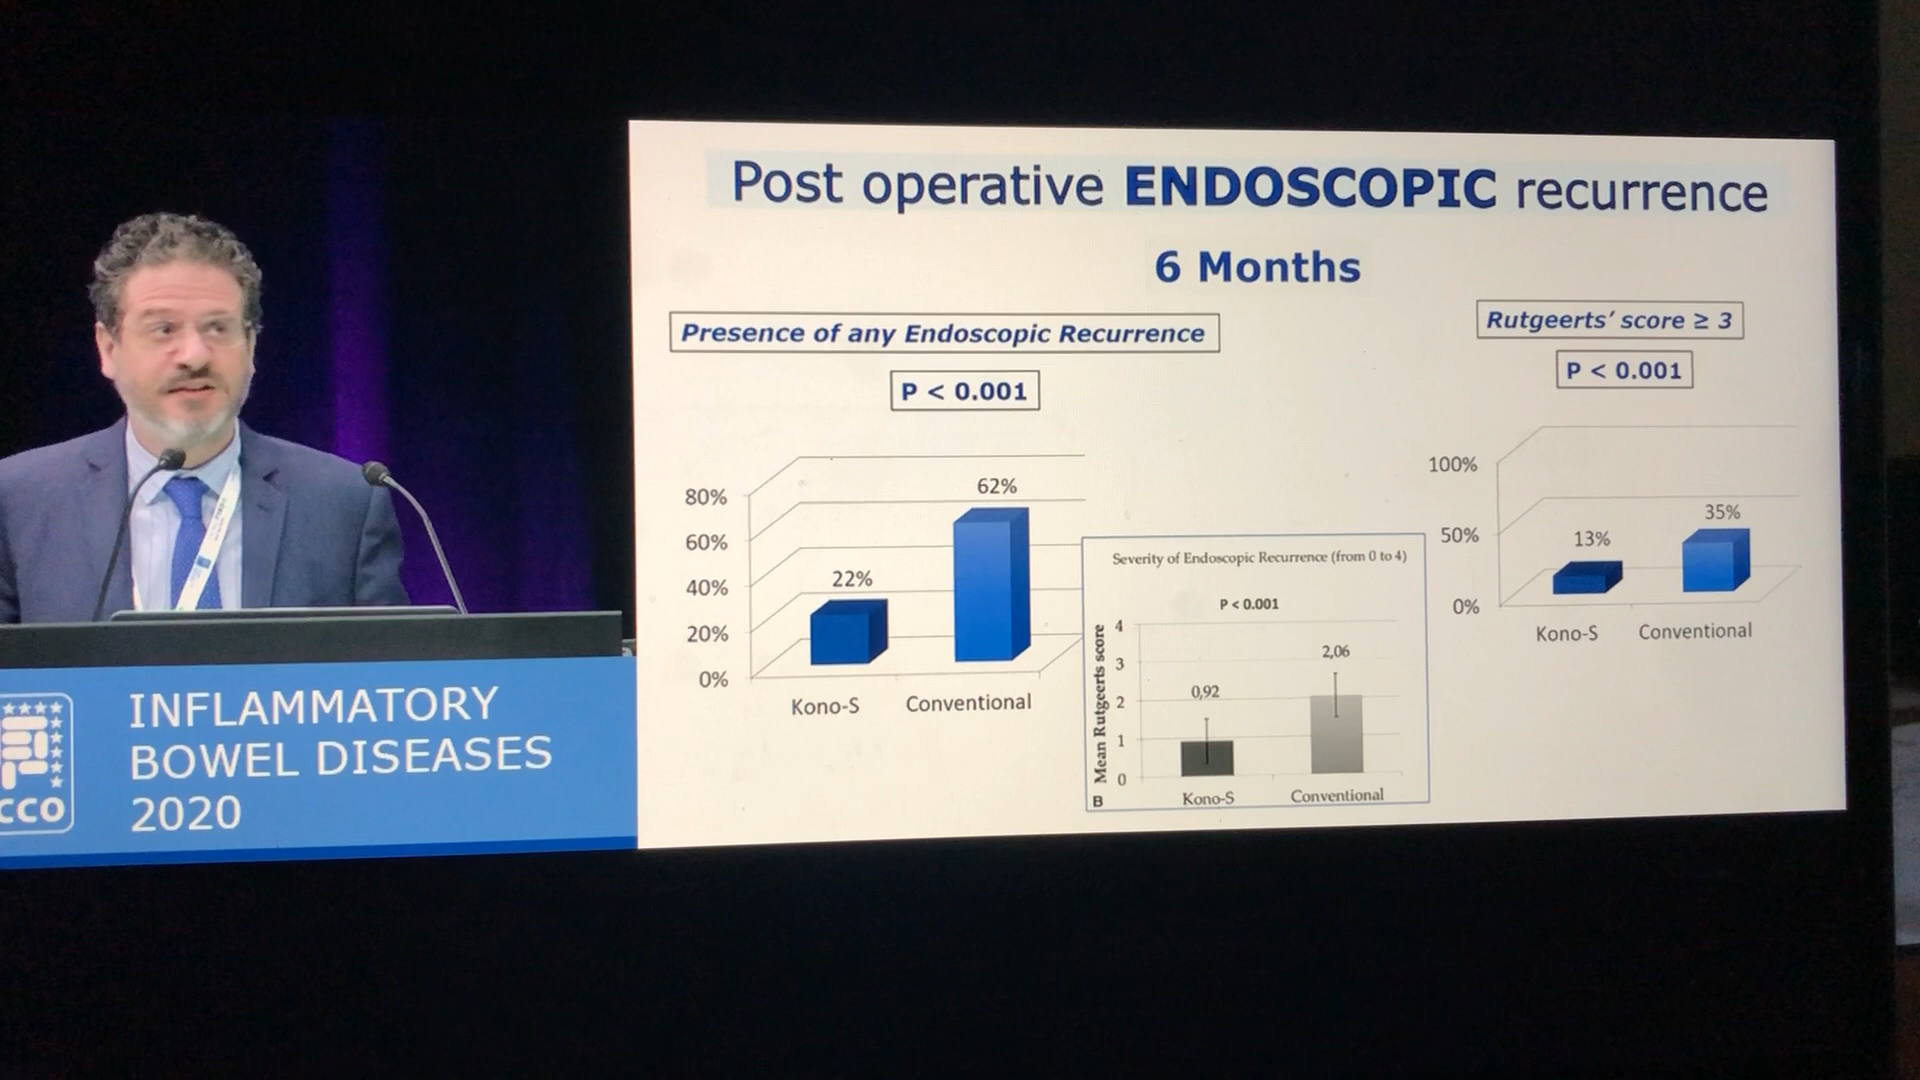 Post operative ENDOSCOPIC recurrence
6 Months
Presence of any Endoscopic Recurrence
P < 0.001
80%
60%
40%
20%
0%
22%
62%
Kono-S
Conventional
Severity of Endoscopic Recurrence (from 0 to 4)
P < 0.001
Mean Rutgeerts score
4
3
2
1
0
0,92
2,06
B
Kono-S
Conventional
Rutgeerts’ score ≥ 3
P < 0.001
100%
50%
0%
13%
35%
Kono-S
Conventional
CCO
INFLAMMATORY
BOWEL DISEASES
2020